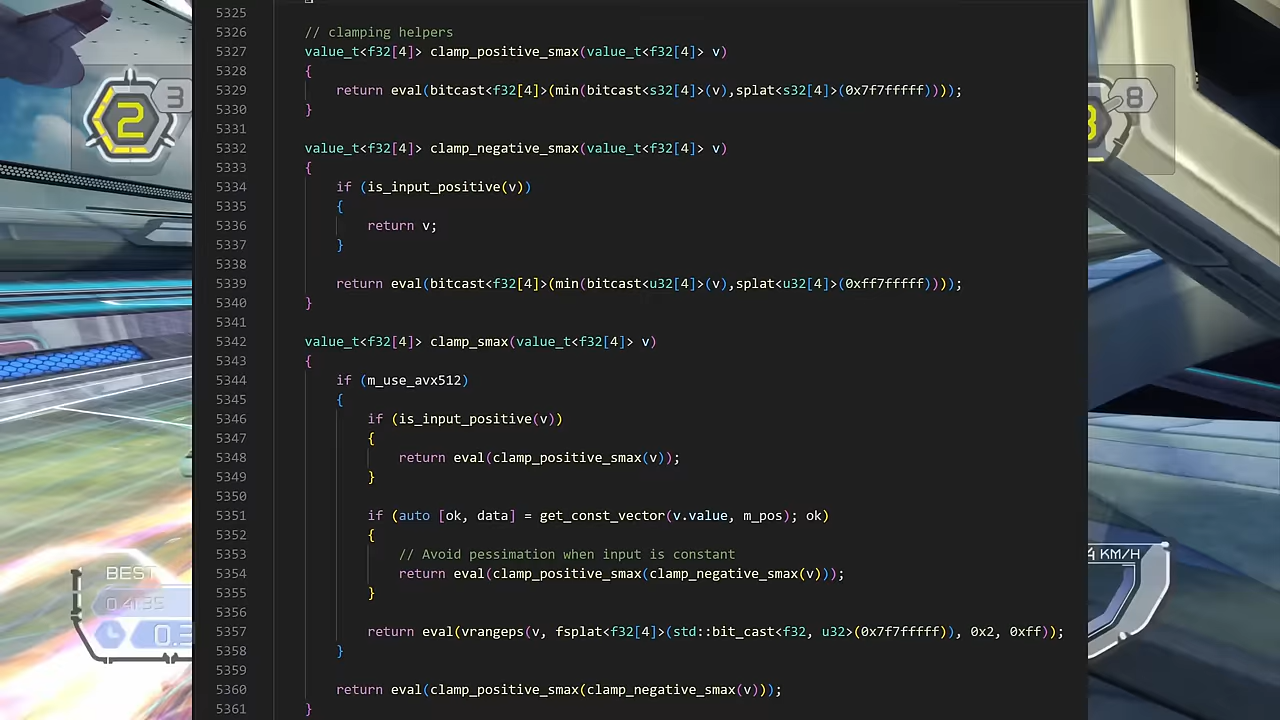 5325
5326 // clamping helpers
5327 value_t<f32[4]> clamp_positive_smax(value_t<f32[4]> v)
5328 {
5329 return eval(bitcast<f32[4]>(min(bitcast<s32[4]>(v),splat<s32[4]>(0x7f7fffff))));
5330 }
5331
5332 value_t<f32[4]> clamp_negative_smax(value_t<f32[4]> v)
5333 {
5334 if (is_input_positive(v))
5335 {
5336 return v;
5337 }
5338
5339 return eval(bitcast<f32[4]>(min(bitcast<u32[4]>(v),splat<u32[4]>(0xff7fffff))));
5340 }
5341
5342 value_t<f32[4]> clamp_smax(value_t<f32[4]> v)
5343 {
5344 if (m_use_avx512)
5345 {
5346 if (is_input_positive(v))
5347 {
5348 return eval(clamp_positive_smax(v));
5349 }
5350
5351 if (auto [ok, data] = get_const_vector(v.value, m_pos); ok)
5352 {
5353 // Avoid pessimation when input is constant
5354 return eval(clamp_positive_smax(clamp_negative_smax(v)));
5355 }
5356
5357 return eval(vrangeps(v, fsplat<f32[4]>(std::bit_cast<f32, u32>(0x7f7fffff)), 0x2, 0xff));
5358 }
5359
5360 return eval(clamp_positive_smax(clamp_negative_smax(v)));
5361 }
2
3
8
BEST
0.41.35
KM/H